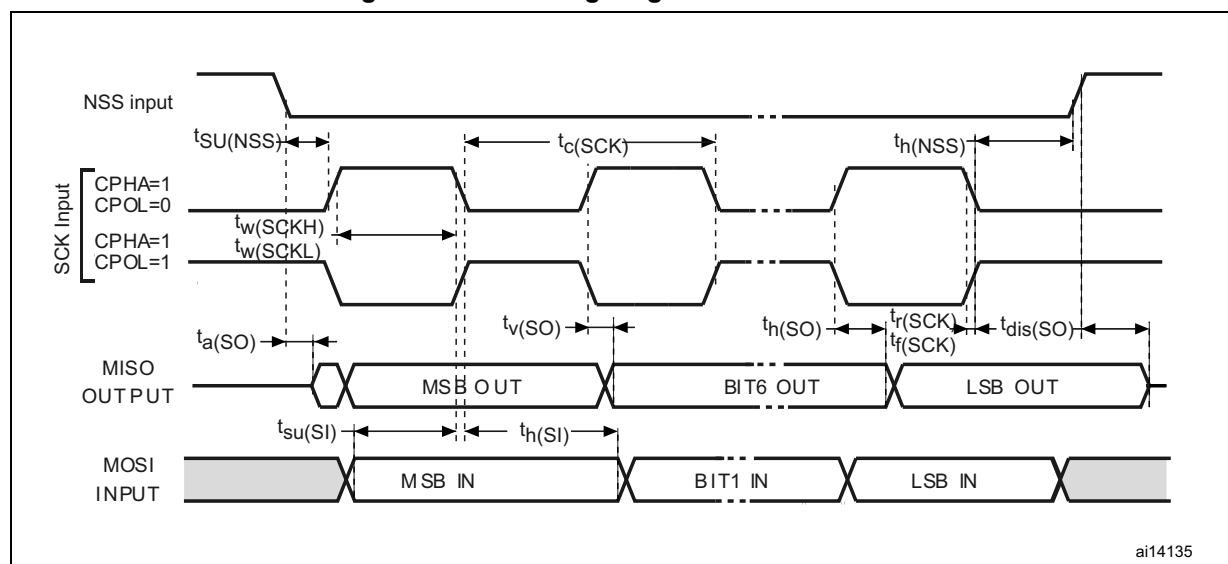 NSS input
tSU(NSS)
tc(SCK)
th(NSS)
SCK Input
CPHA=1
CPOL=0
tw(SCKH)
tw(SCKL)
CPHA=1
CPOL=1
ta(SO)
tv(SO)
th(SO)
tr(SCK)
tf(SCK)
tdis(SO)
MISO
OUTPUT
MSB OUT
BIT6 OUT
LSB OUT
tsu(SI)
th(SI)
MOSI
INPUT
MSB IN
BIT1 IN
LSB IN
ai14135